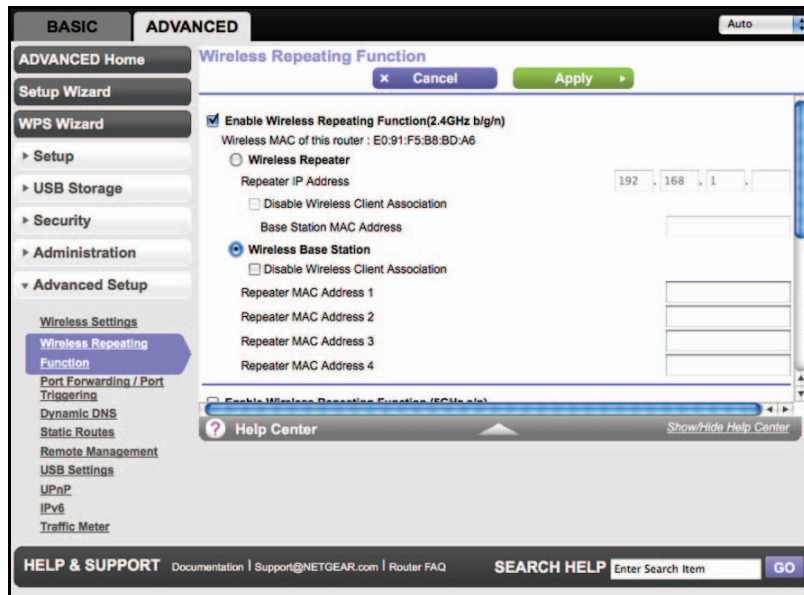 BASIC
ADVANCED
Auto
ADVANCED Home
Setup Wizard
WPS Wizard
Setup
USB Storage
Security
Administration
Advanced Setup
Wireless Settings
Wireless Repeating
Function
Port Forwarding / Port
Triggering
Dynamic DNS
Static Routes
Remote Management
USB Settings
UPnP
IPv6
Traffic Meter
Wireless Repeating Function
x Cancel
Apply
Enable Wireless Repeating Function(2.4GHz b/g/n)
Wireless MAC of this router : E0:91:F5:B8:BD:A6
Wireless Repeater
Repeater IP Address 192 . 168 . 1 .
Disable Wireless Client Association
Base Station MAC Address
Wireless Base Station
Disable Wireless Client Association
Repeater MAC Address 1
Repeater MAC Address 2
Repeater MAC Address 3
Repeater MAC Address 4
Enable Wireless Repeating Function (5GHz a/n)
? Help Center
Show/Hide Help Center
HELP & SUPPORT Documentation | Support@NETGEAR.com | Router FAQ
SEARCH HELP Enter Search Item GO